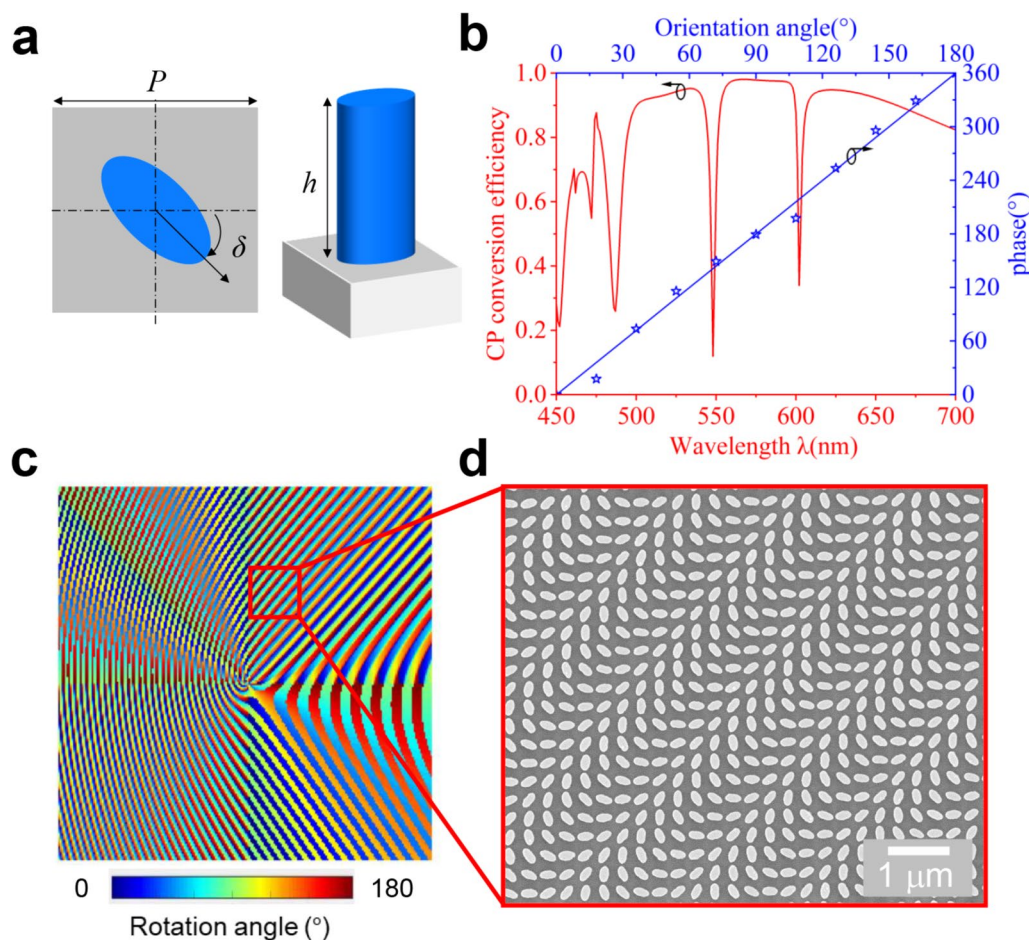 a
P
δ
h
b
Orientation angle(°)
0 30 60 90 120 150 180
CP conversion efficiency
1.0
0.8
0.6
0.4
0.2
0.0
360
300
240
180
120
60
0
phase(°)
450 500 550 600 650 700
Wavelength λ(nm)
c
0 180
Rotation angle (°)
d
1 μm